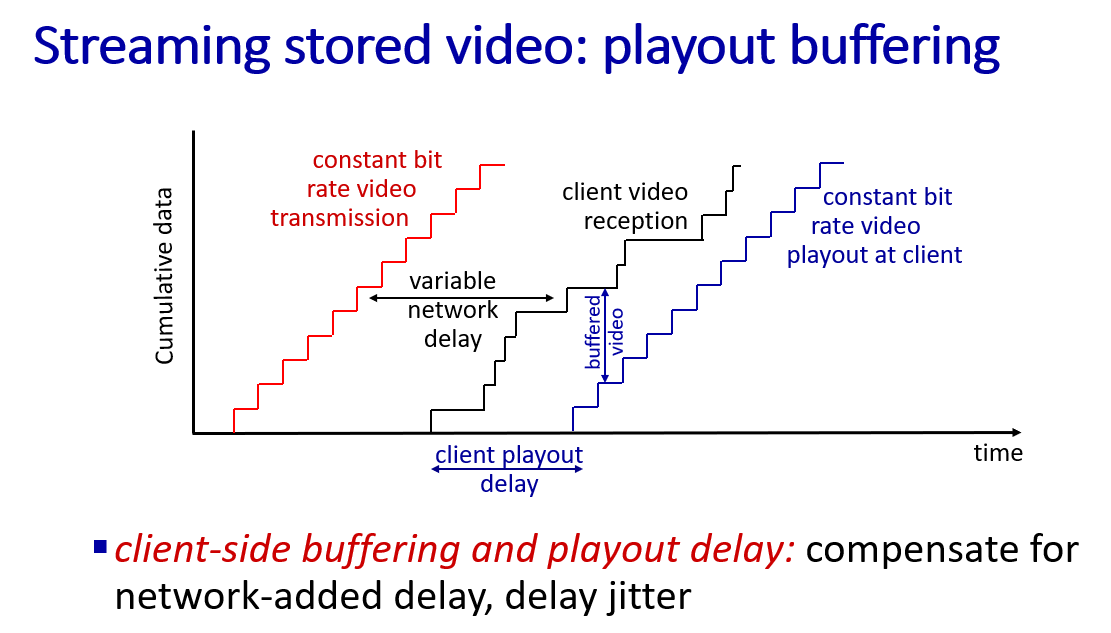 Streaming stored video: playout buffering
constant bit
rate video
transmission
client video
reception
constant bit
rate video
playout at client
variable
network
delay
buffered
video
Cumulative data
client playout
delay
time
client-side buffering and playout delay: compensate for
network-added delay, delay jitter